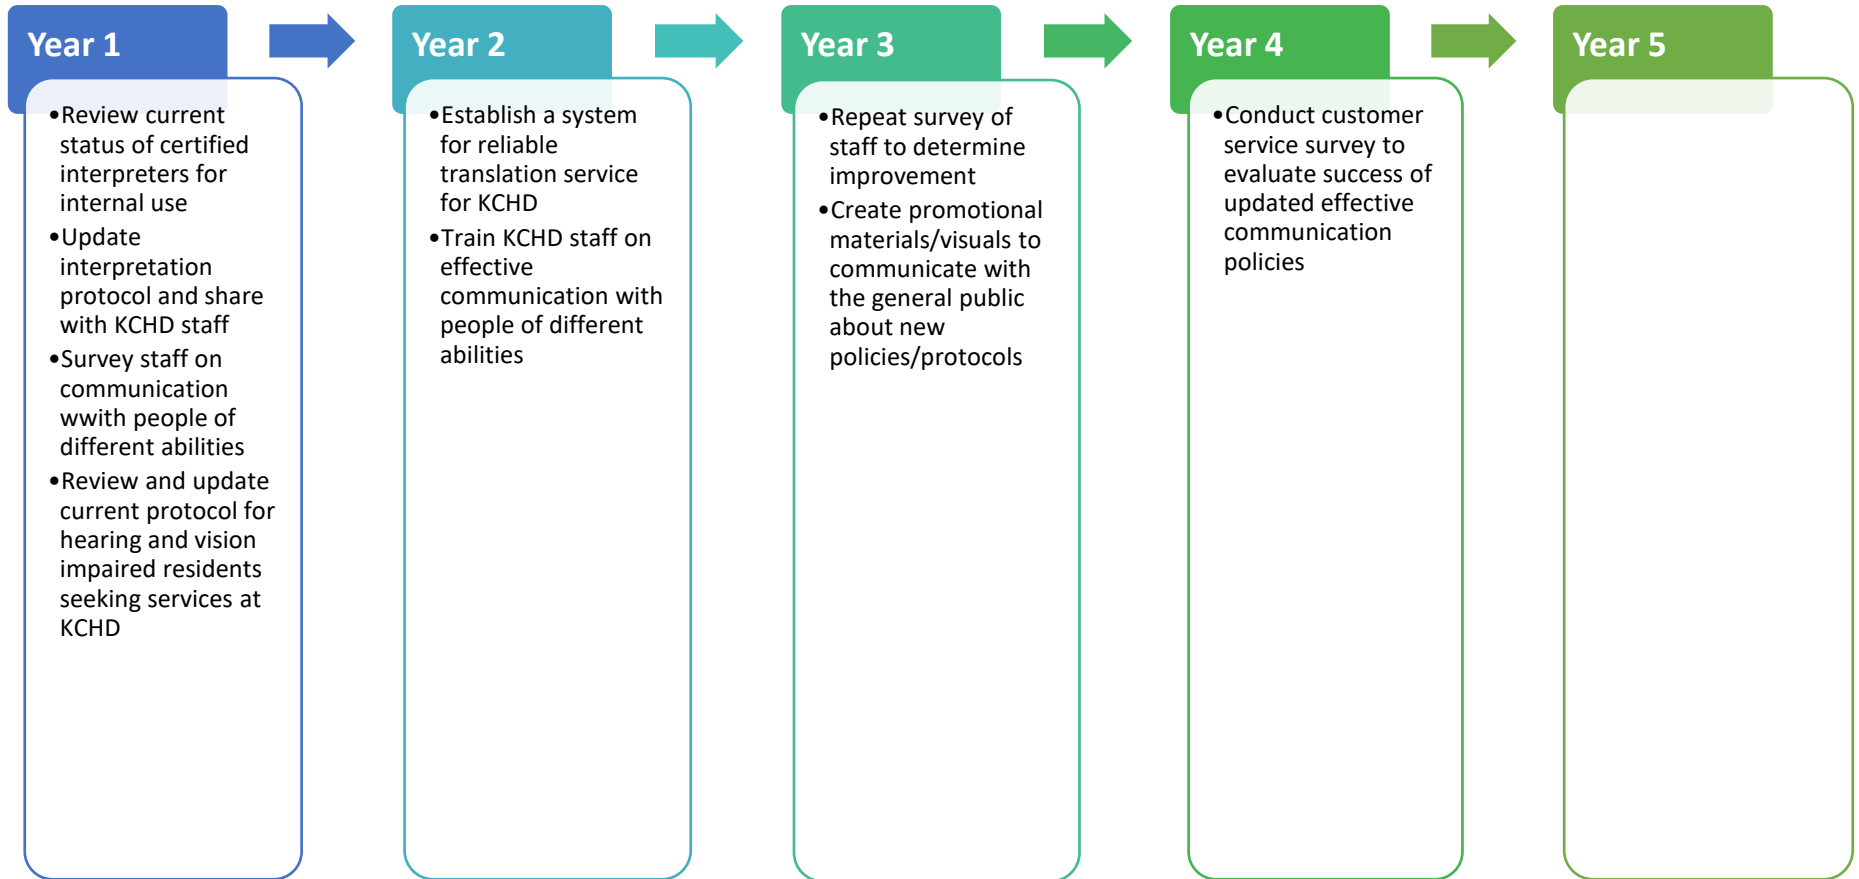 Year 1
•Review current
status of certified
interpreters for
internal use
•Update
interpretation
protocol and share
with KCHD staff
•Survey staff on
communication
wwith people of
different abilities
•Review and update
current protocol for
hearing and vision
impaired residents
seeking services at
KCHD
Year 2
•Establish a system
for reliable
translation service
for KCHD
•Train KCHD staff on
effective
communication with
people of different
abilities
Year 3
•Repeat survey of
staff to determine
improvement
•Create promotional
materials/visuals to
communicate with
the general public
about new
policies/protocols
Year 4
•Conduct customer
service survey to
evaluate success of
updated effective
communication
policies
Year 5